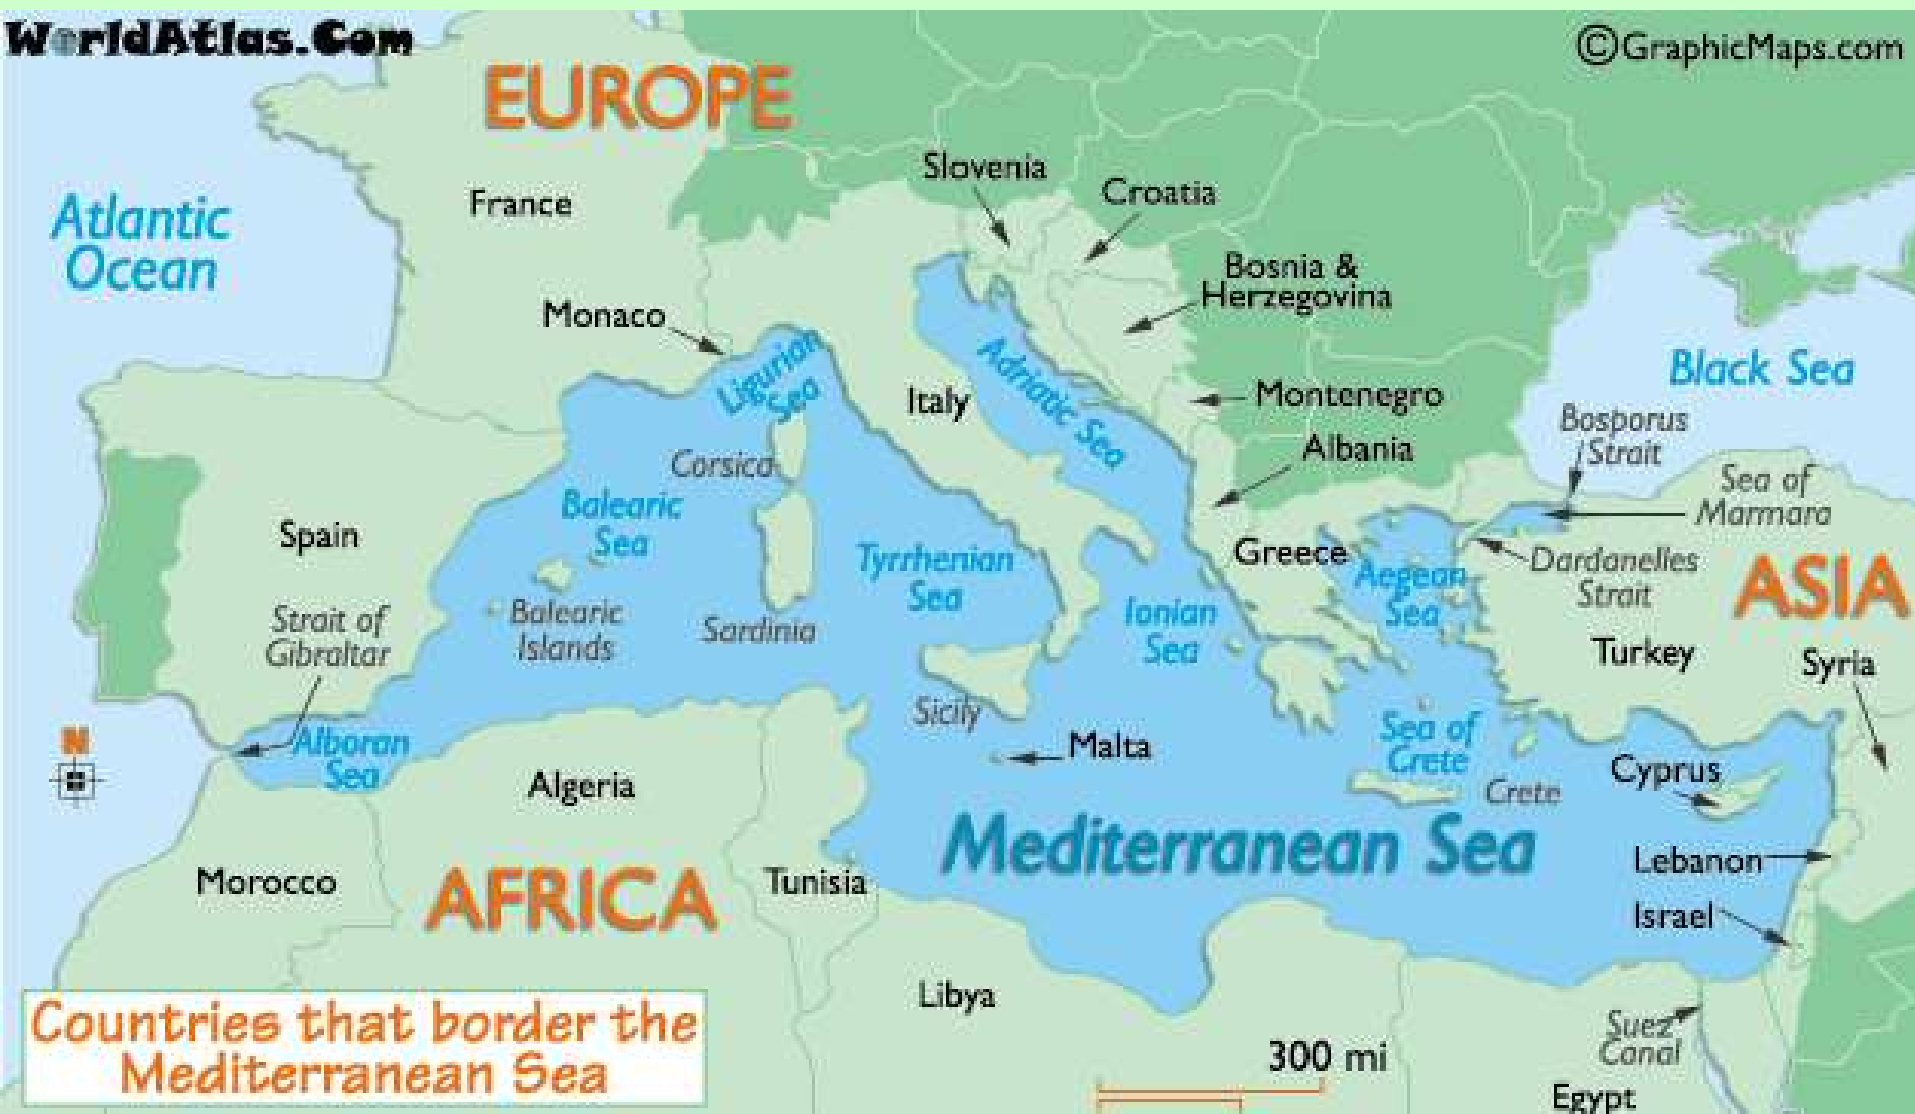 WorldAtlas.Com
©GraphicMaps.com
EUROPE
Slovenia
Croatia
France
Atlantic
Ocean
Bosnia &
Herzegovina
Monaco
Ligurian
Sea
Adriatic Sea
Black Sea
Italy
Montenegro
Bosporus
Strait
Albania
Corsica
Sea of
Marmara
Balearic
Sea
Spain
Greece
Tyrrhenian
Sea
Aegean
Sea
Dardanelles
Strait
ASIA
Balearic
Islands
Strait of
Gibraltar
Sardinia
Ionian
Sea
Turkey
Syria
Sicily
N
Alboran
Sea
Malta
Sea of
Crete
Crete
Cyprus
Algeria
Mediterranean Sea
Lebanon
Morocco
AFRICA
Tunisia
Israel
Libya
Countries that border the
Mediterranean Sea
Suez
Canal
300 mi
Egypt